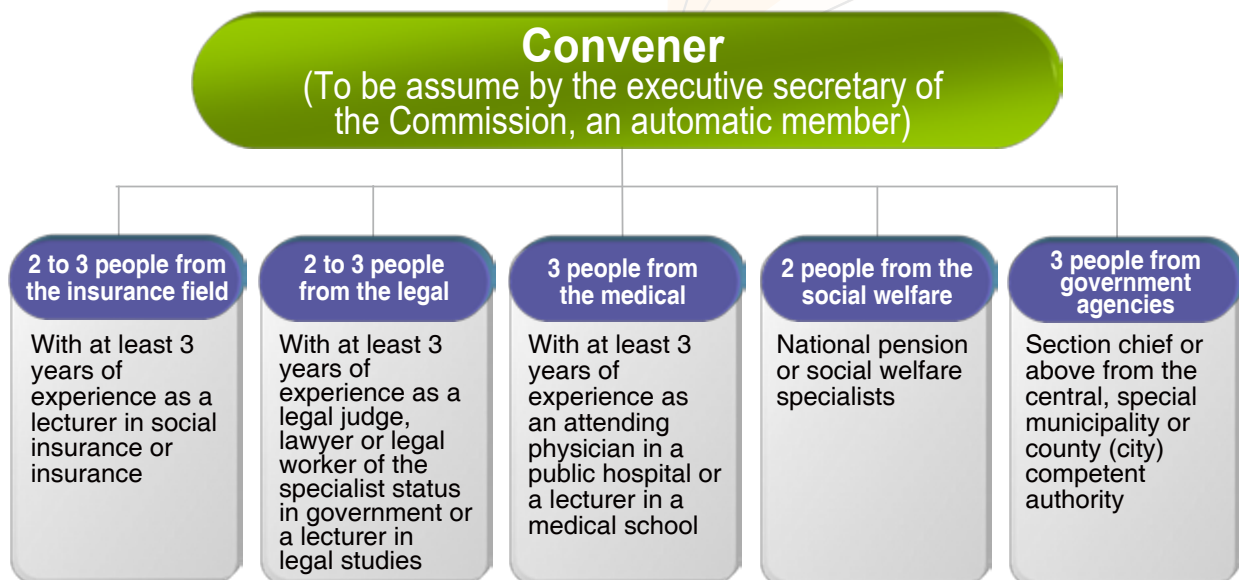 Convener
(To be assume by the executive secretary of
the Commission, an automatic member)
2 to 3 people from
the insurance field
With at least 3
years of
experience as a
lecturer in social
insurance or
insurance
2 to 3 people
from the legal
With at least 3
years of
experience as a
legal judge,
lawyer or legal
worker of the
specialist status
in government or
a lecturer in
legal studies
3 people from
the medical
With at least 3
years of
experience as
an attending
physician in a
public hospital or
a lecturer in a
medical school
2 people from the
social welfare
National pension
or social welfare
specialists
3 people from
government
agencies
Section chief or
above from the
central, special
municipality or
county (city)
competent
authority